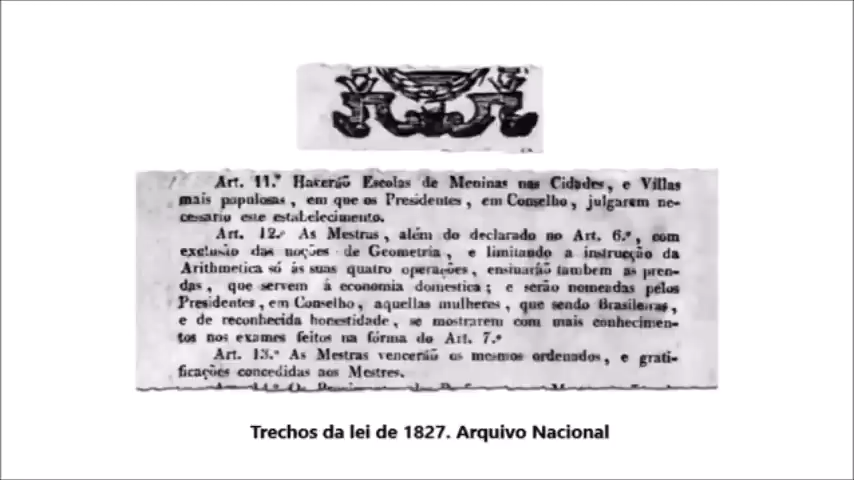 Art. 11.º Haverão Escolas de Meninas nas Cidades, e Villas
mais populosas, em que os Presidentes, em Conselho, julgarem ne-
cessario este estabelecimento.
Art. 12.º As Mestras, além do declarado no Art. 6.º, com
exclusão das noções de Geometria, e limitando a instrucção da
Arithmetica só ás suas quatro operações, ensinarão tambem as pren-
das, que servem á economia domestica; e serão nomeadas pelos
Presidentes, em Conselho, aquellas mulheres, que sendo Brasileiras,
e de reconhecida honestidade, se mostrarem com mais conhecimen-
tos nos exames feitos na fórma do Art. 7.º
Art. 13.º As Mestras vencerão os mesmos ordenados, e grati-
ficações concedidas aos Mestres.
Trechos da lei de 1827. Arquivo Nacional